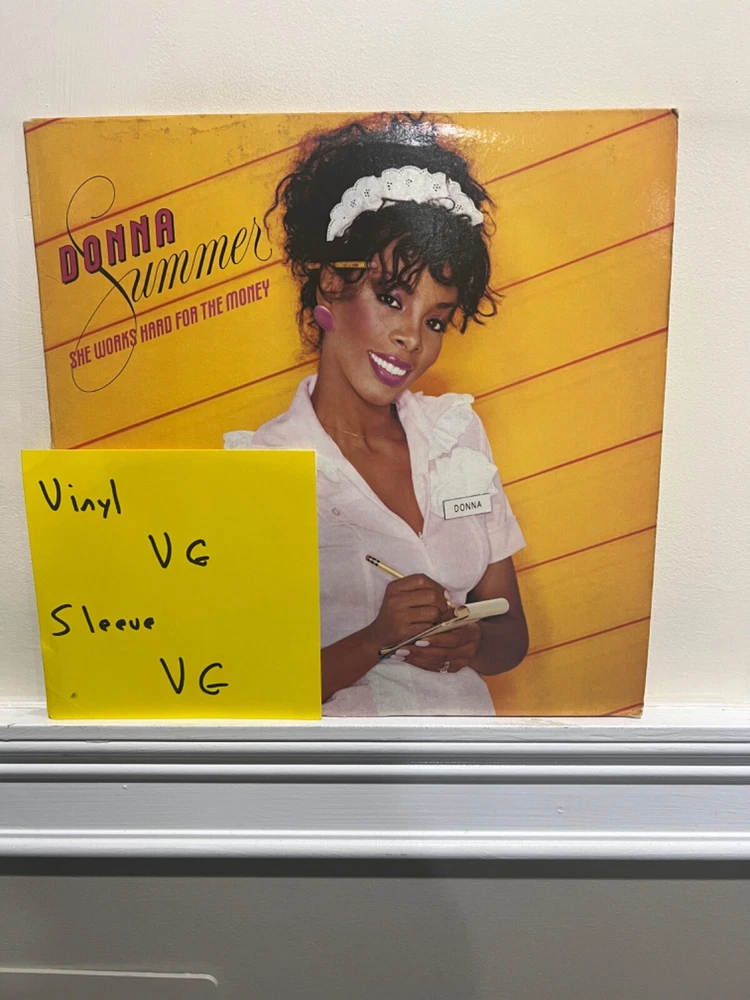 DONNA
Summer
SHE WORKS HARD FOR THE MONEY
DONNA
Vinyl
VG
Sleeve
VG